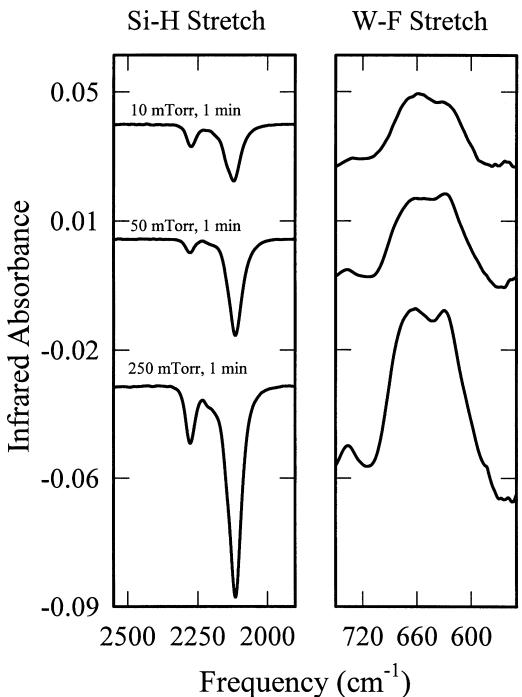 Si-H Stretch W-F Stretch
0.05
10 mTorr, 1 min
0.01
50 mTorr, 1 min
-0.02
250 mTorr, 1 min
-0.06
-0.09
Infrared Absorbance
2500 2250 2000 720 660 600
Frequency (cm-1)